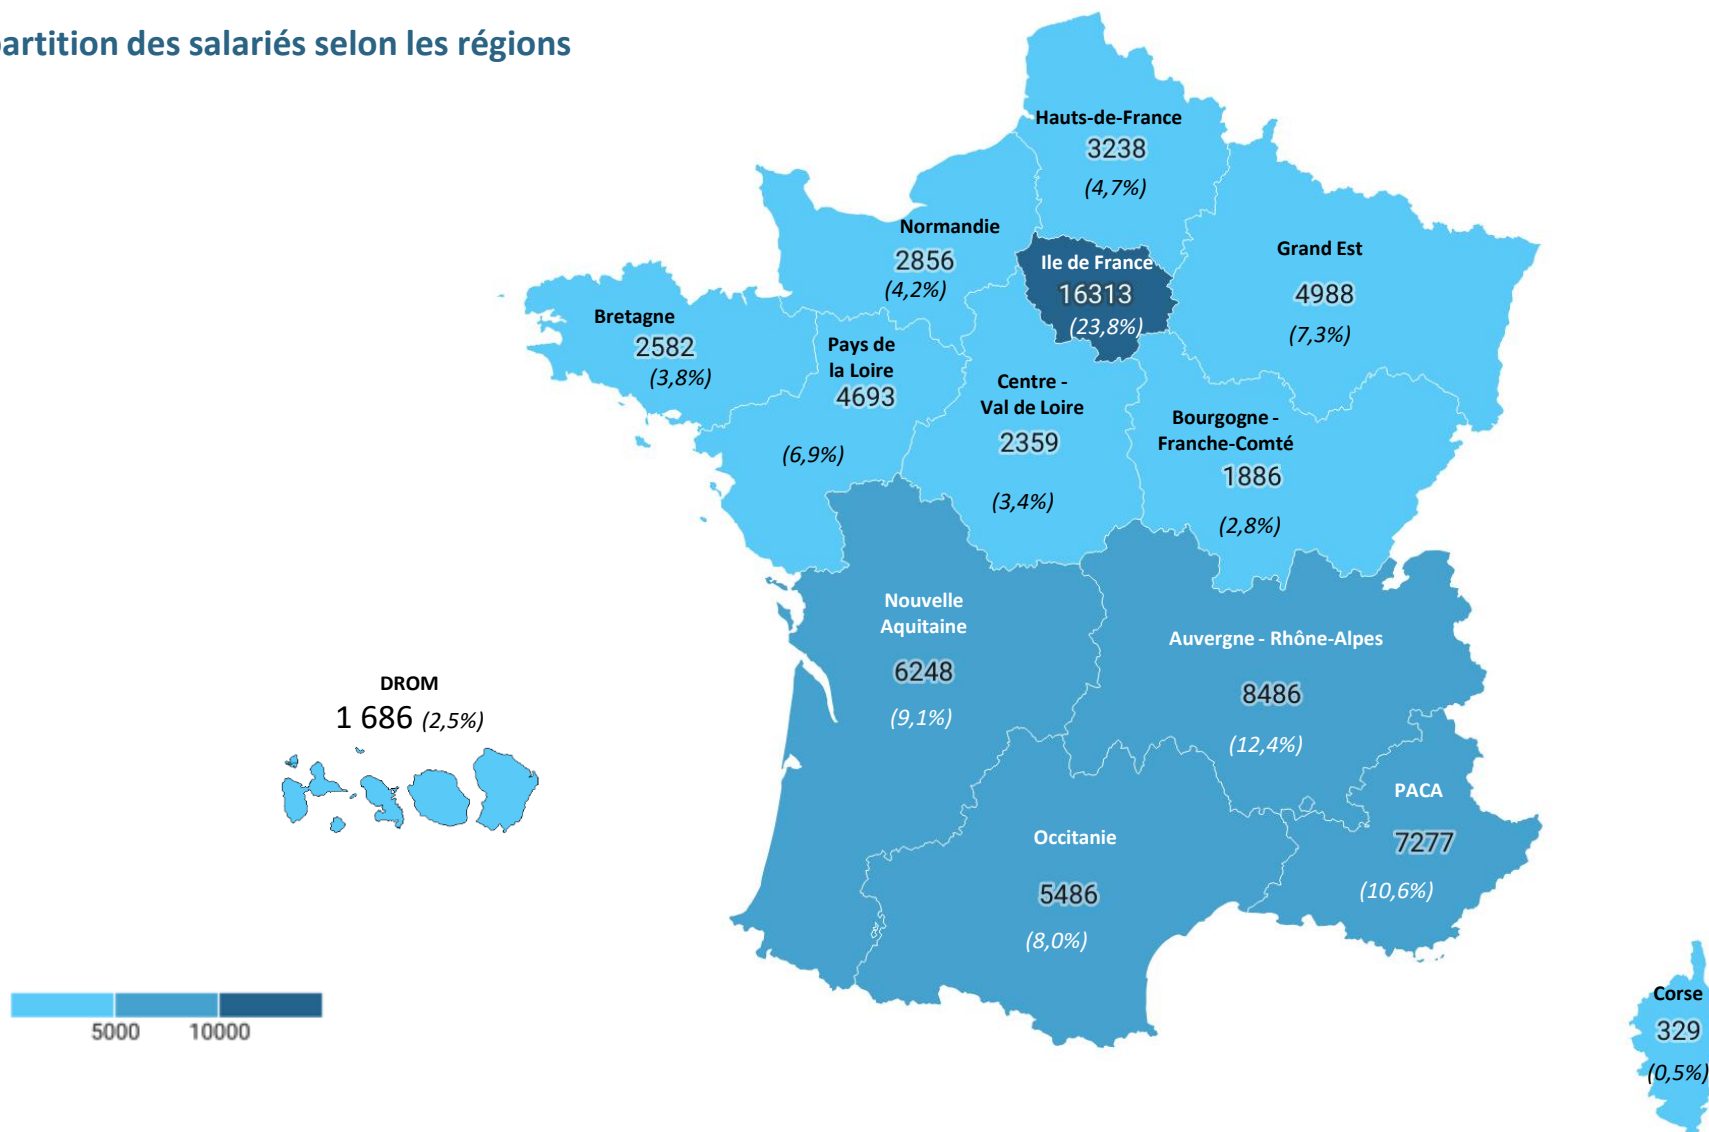 partition des salariés selon les régions
Hauts-de-France
3238
(4,7%)
Normandie
2856
(4,2%)
Ile de France
16313
(23,8%)
Grand Est
4988
(7,3%)
Bretagne
2582
(3,8%)
Pays de
la Loire
4693
(6,9%)
Centre -
Val de Loire
2359
(3,4%)
Bourgogne -
Franche-Comté
1886
(2,8%)
Nouvelle
Aquitaine
6248
(9,1%)
Auvergne - Rhône-Alpes
8486
(12,4%)
DROM
1 686 (2,5%)
PACA
7277
(10,6%)
Occitanie
5486
(8,0%)
Corse
329
(0,5%)
5000 10000